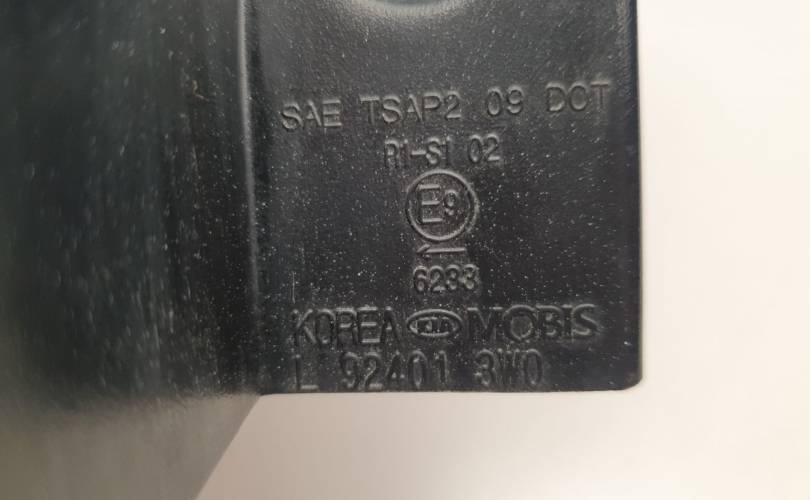 SAE TSAP2 09 DOT
R1-S1 02
E9
←
6233
KOREA KIA MOBIS
L 92401 3W0